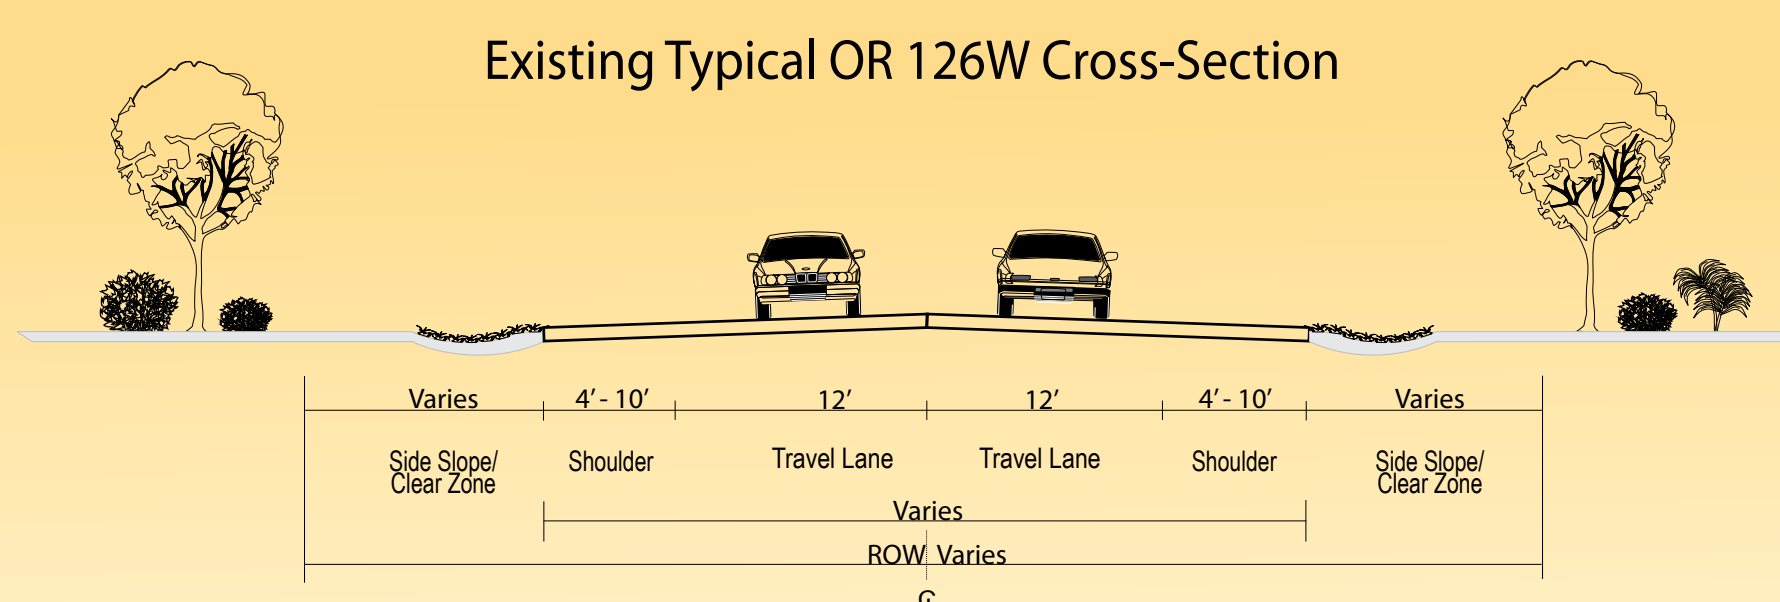 Existing Typical OR 126W Cross-Section
Varies 4’ - 10’ 12’ 12’ 4’ - 10’ Varies
Side Slope/ Shoulder Travel Lane Travel Lane Shoulder Side Slope/
Clear Zone Clear Zone
Varies
ROW Varies